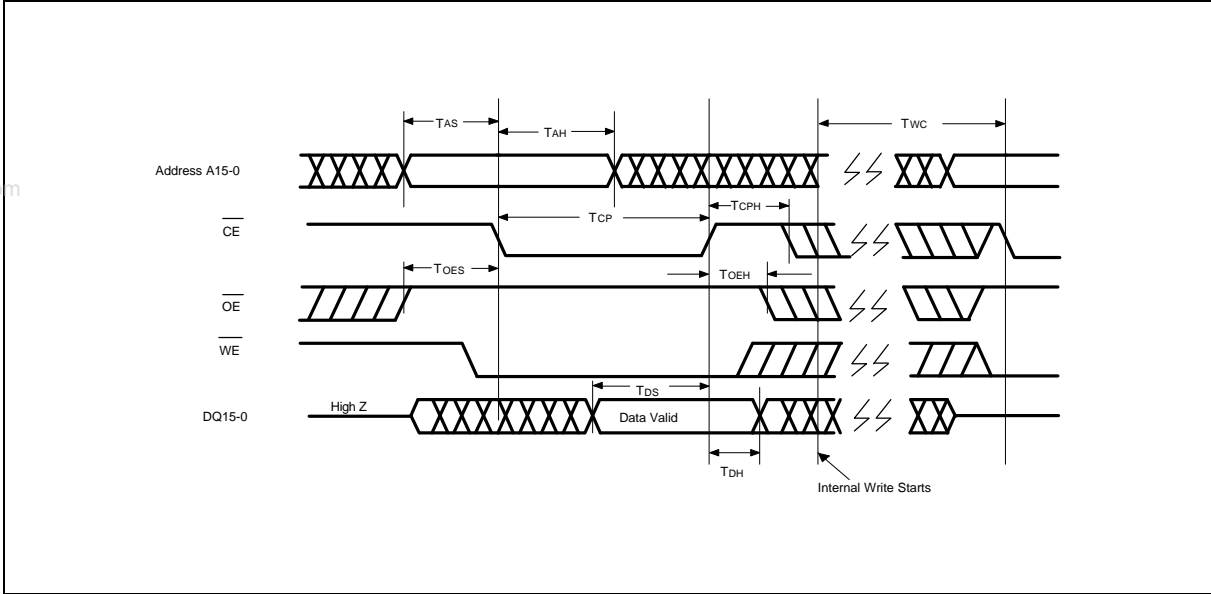 TAS
TAH
TWC
Address A15-0
om
TCP
TCPH
CE
TOES
TOEH
OE
WE
TDS
DQ15-0
High Z
Data Valid
TDH
Internal Write Starts